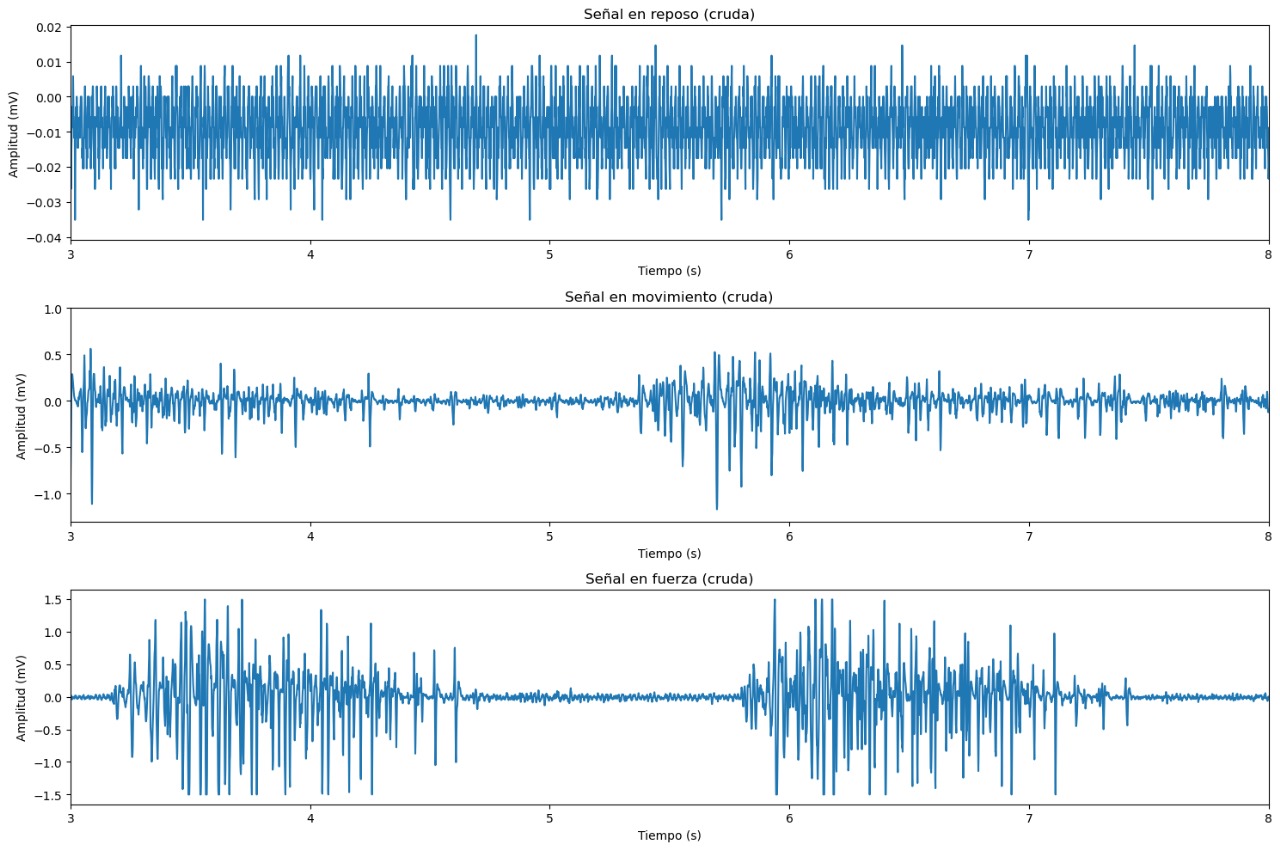 Señal en reposo (cruda)
0.02
0.01
0.00
−0.01
−0.02
−0.03
−0.04
Amplitud (mV)
3 4 5 6 7 8
Tiempo (s)
Señal en movimiento (cruda)
1.0
0.5
0.0
−0.5
−1.0
Amplitud (mV)
3 4 5 6 7 8
Tiempo (s)
Señal en fuerza (cruda)
1.5
1.0
0.5
0.0
−0.5
−1.0
−1.5
Amplitud (mV)
3 4 5 6 7 8
Tiempo (s)